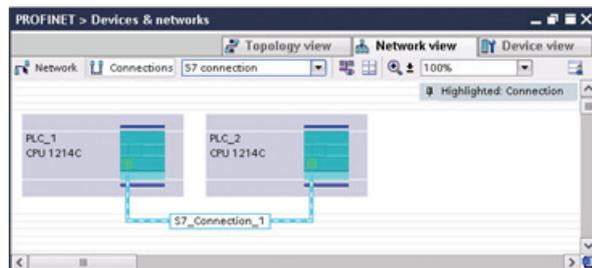 PROFINET > Devices & networks
Topology view Network view Device view
Network Connections S7 connection 100%
Highlighted: Connection
PLC_1 PLC_2
CPU 1214C CPU 1214C
S7_Connection_1